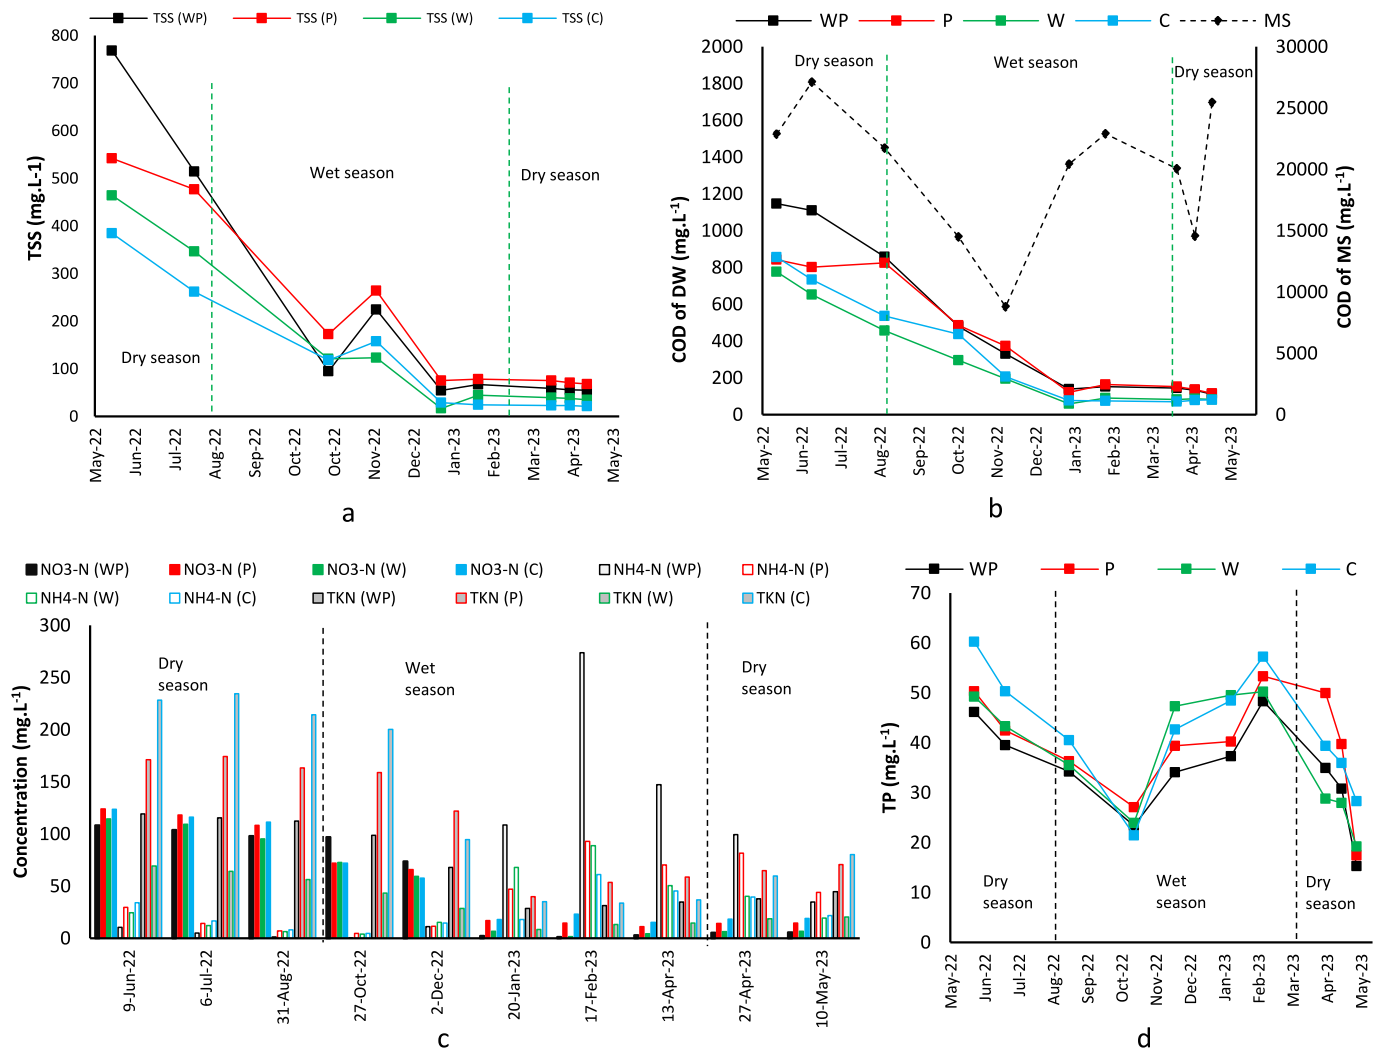 TSS (WP) TSS (P) TSS (W) TSS (C)
800
700
600
500
400
300
200
100
0
TSS (mg.L-1)
Dry season
Wet season
Dry season
May-22 Jun-22 Jul-22 Aug-22 Sep-22 Oct-22 Oct-22 Nov-22 Dec-22 Jan-23 Feb-23 Mar-23 Apr-23 May-23
a
WP P W C MS
2000
1800
1600
1400
1200
1000
800
600
400
200
0
COD of DW (mg.L-1)
Dry season
Wet season
Dry season
30000
25000
20000
15000
10000
5000
0
COD of MS (mg.L-1)
May-22 Jun-22 Aug-22 Sep-22 Oct-22 Nov-22 Dec-22 Jan-23 Feb-23 Mar-23 Apr-23 May-23
b
NO3-N (WP) NO3-N (P) NO3-N (W) NO3-N (C) NH4-N (WP) NH4-N (P)
NH4-N (W) NH4-N (C) TKN (WP) TKN (P) TKN (W) TKN (C)
300
250
200
150
100
50
0
Concentration (mg.L-1)
Dry
season
Wet
season
Dry
season
9-Jun-22 6-Jul-22 31-Aug-22 27-Oct-22 2-Dec-22 20-Jan-23 17-Feb-23 13-Apr-23 27-Apr-23 10-May-23
c
WP P W C
70
60
50
40
30
20
10
0
TP (mg.L-1)
Dry
season
Wet
season
Dry
season
May-22 Jun-22 Jul-22 Aug-22 Sep-22 Oct-22 Nov-22 Dec-22 Jan-23 Feb-23 Mar-23 Apr-23 May-23
d